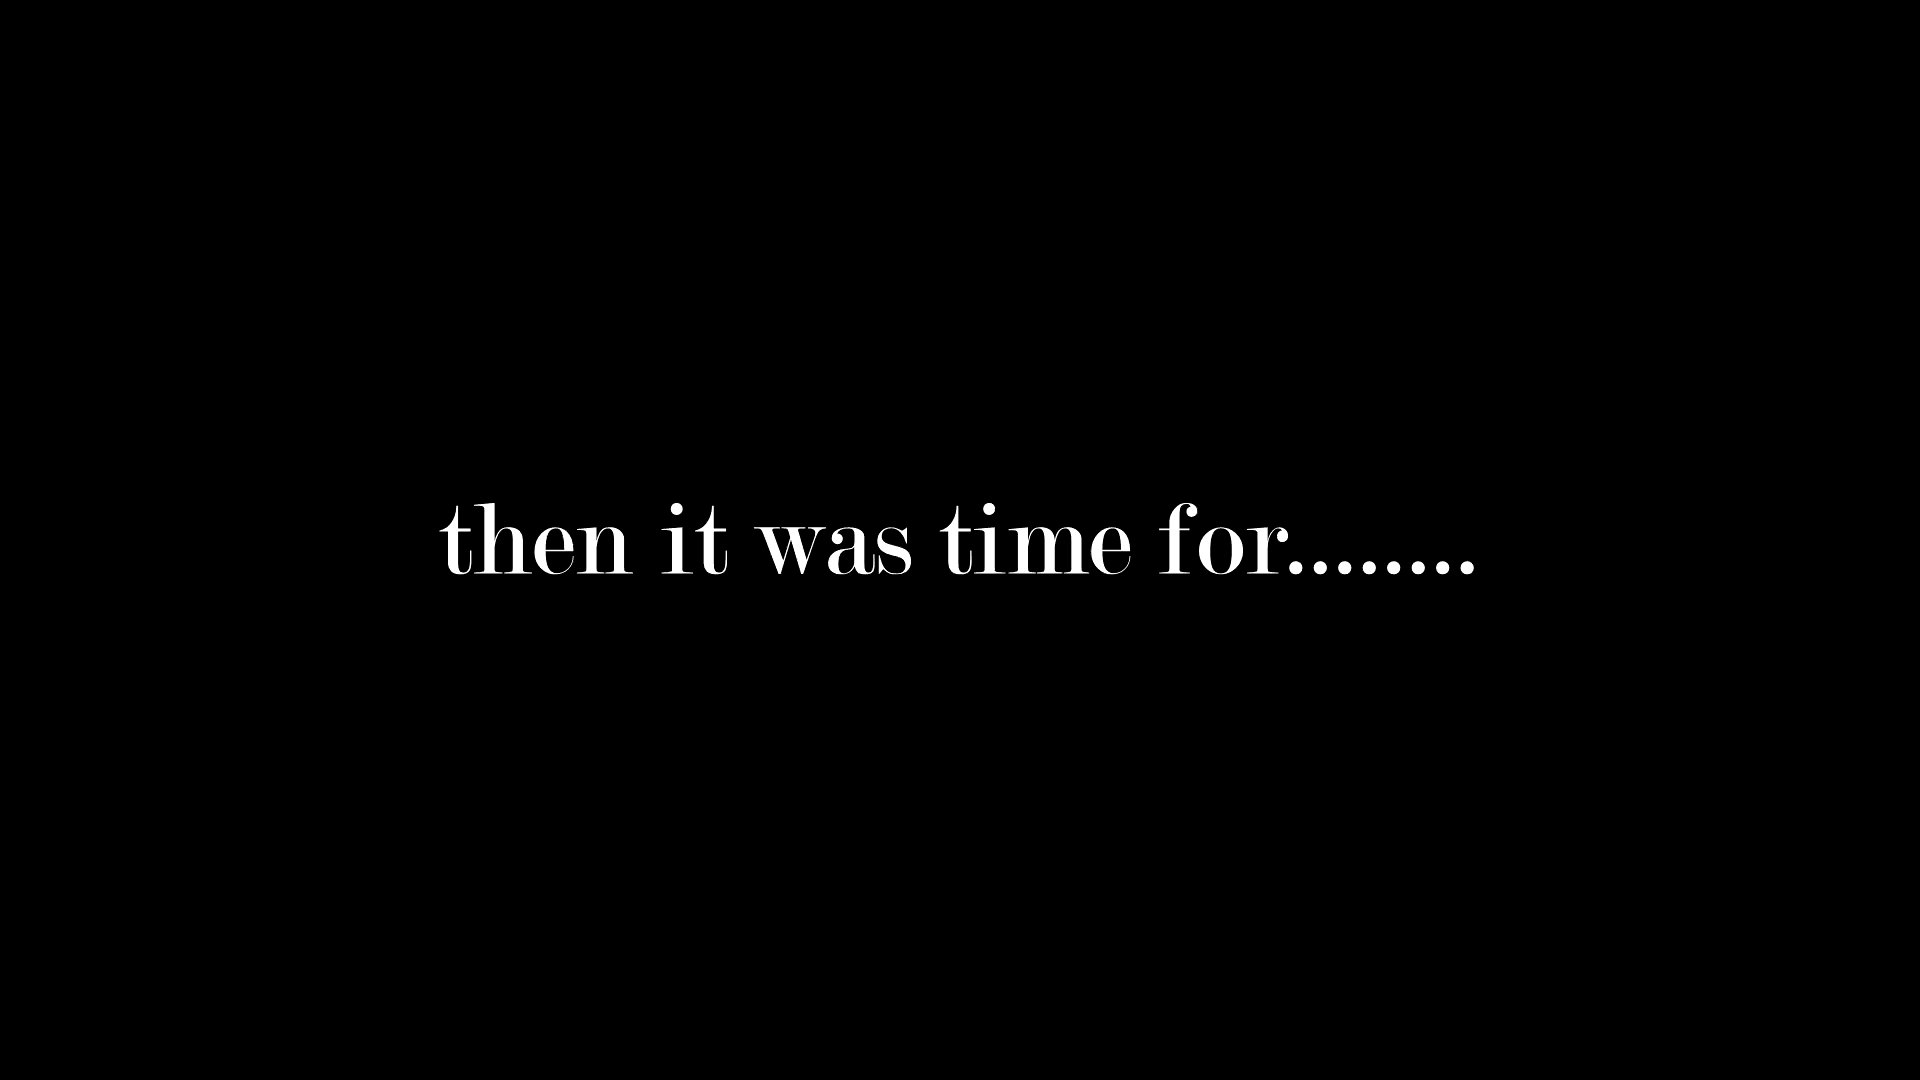 then it was time for........